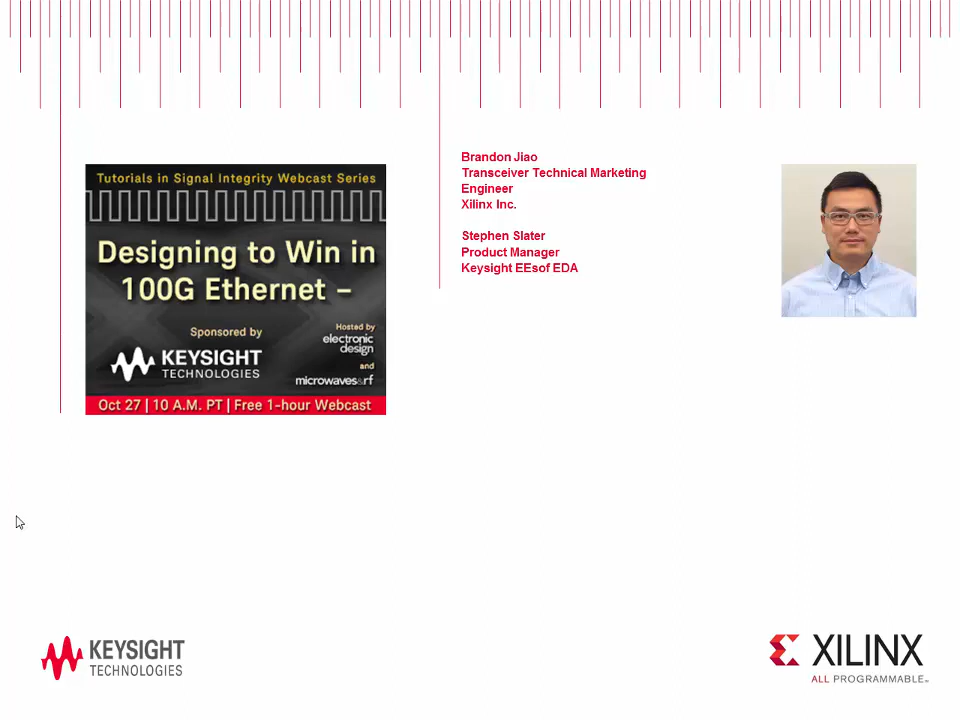 Tutorials in Signal Integrity Webcast Series
Designing to Win in
100G Ethernet –
Sponsored by
KEYSIGHT
TECHNOLOGIES
Hosted by
electronic
design
and
microwaves&rf
Oct 27 | 10 A.M. PT | Free 1-hour Webcast
Brandon Jiao
Transceiver Technical Marketing
Engineer
Xilinx Inc.
Stephen Slater
Product Manager
Keysight EEsof EDA
KEYSIGHT
TECHNOLOGIES
XILINX
ALL PROGRAMMABLE™